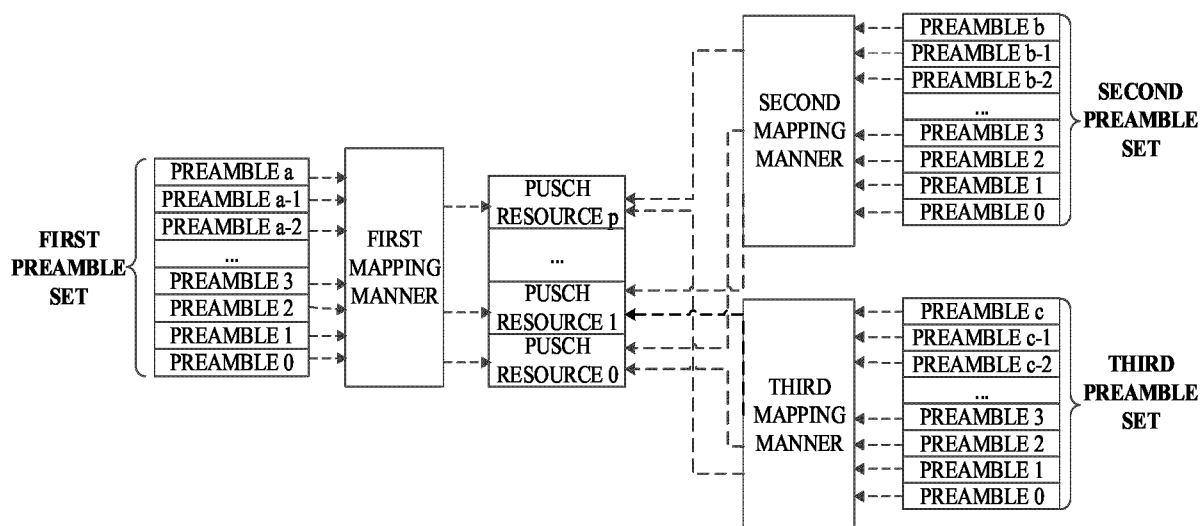 FIRST
PREAMBLE
SET
PREAMBLE a
PREAMBLE a-1
PREAMBLE a-2
...
PREAMBLE 3
PREAMBLE 2
PREAMBLE 1
PREAMBLE 0
FIRST
MAPPING
MANNER
PUSCH
RESOURCE p
...
PUSCH
RESOURCE 1
PUSCH
RESOURCE 0
SECOND
MAPPING
MANNER
PREAMBLE b
PREAMBLE b-1
PREAMBLE b-2
...
PREAMBLE 3
PREAMBLE 2
PREAMBLE 1
PREAMBLE 0
SECOND
PREAMBLE
SET
THIRD
MAPPING
MANNER
PREAMBLE c
PREAMBLE c-1
PREAMBLE c-2
...
PREAMBLE 3
PREAMBLE 2
PREAMBLE 1
PREAMBLE 0
THIRD
PREAMBLE
SET